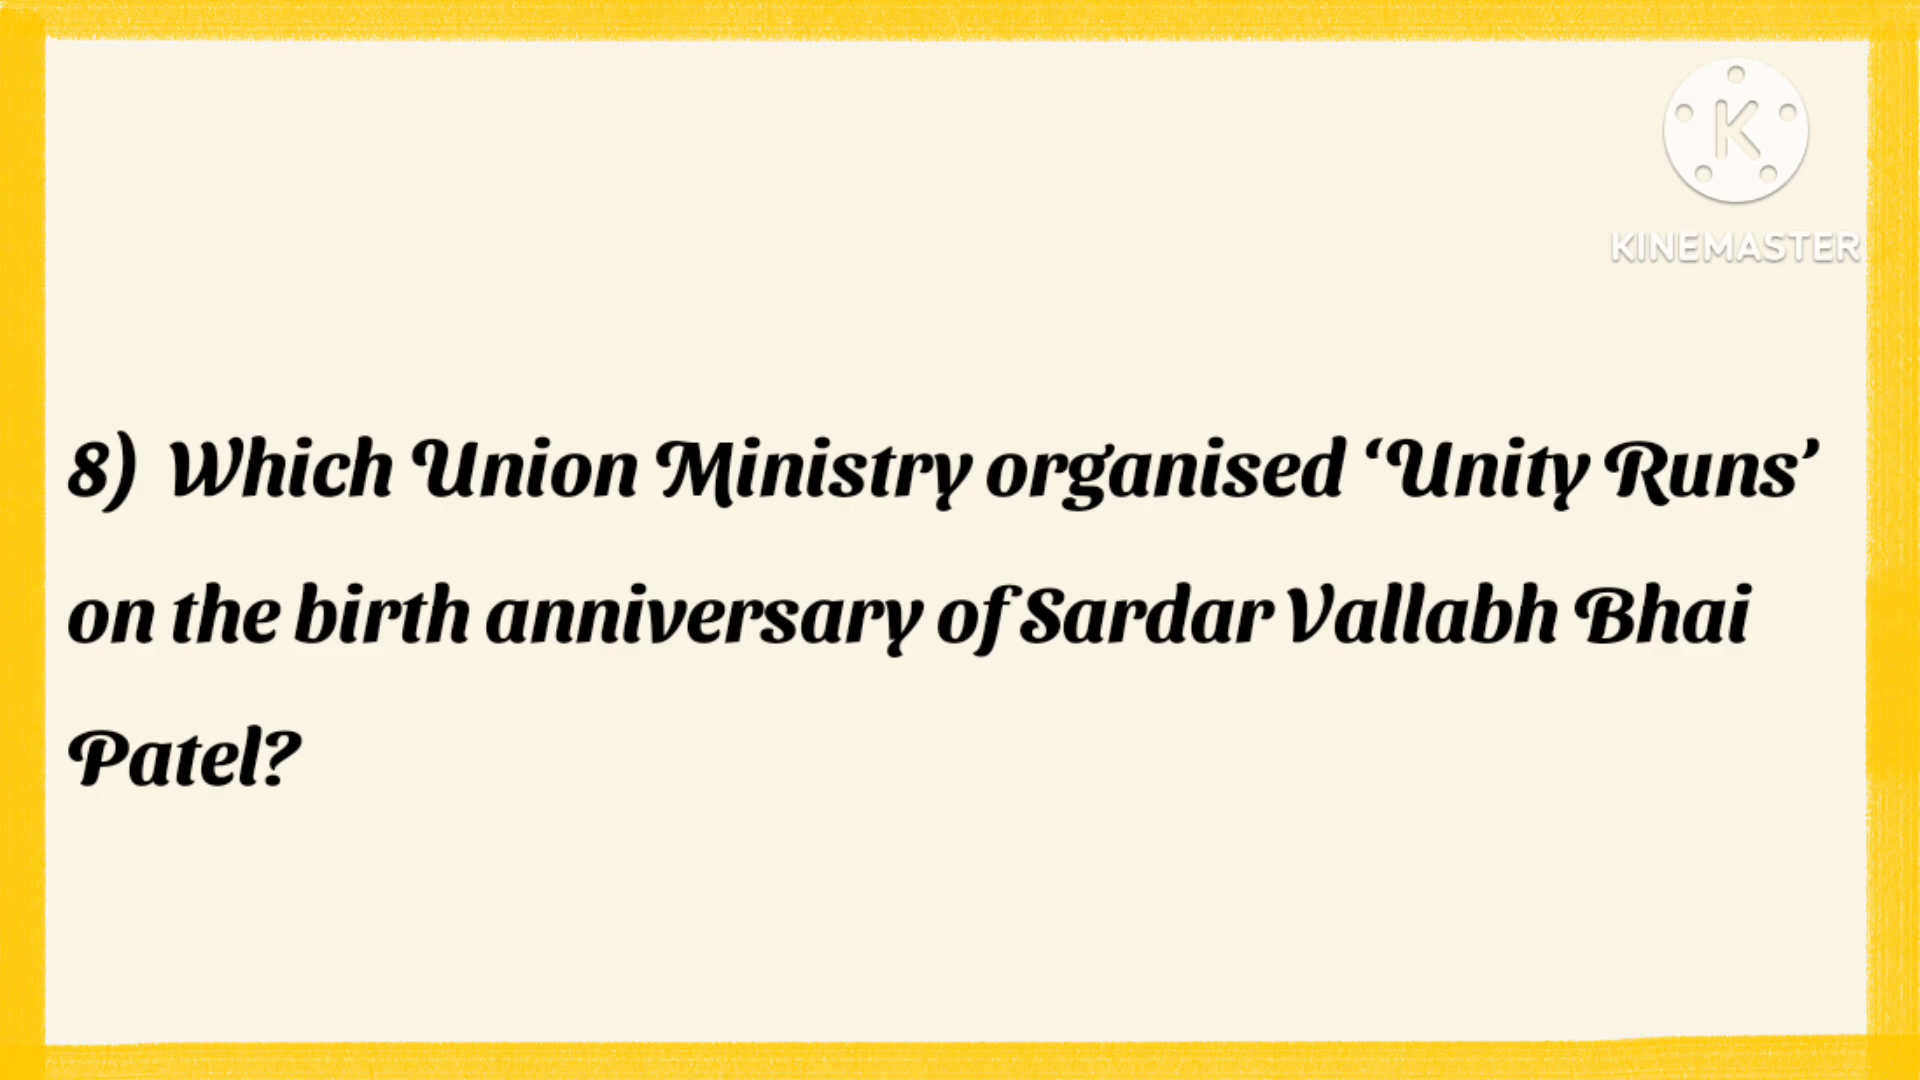 KINEMASTER
8) Which Union Ministry organised ‘Unity Runs’
on the birth anniversary of Sardar Vallabh Bhai
Patel?